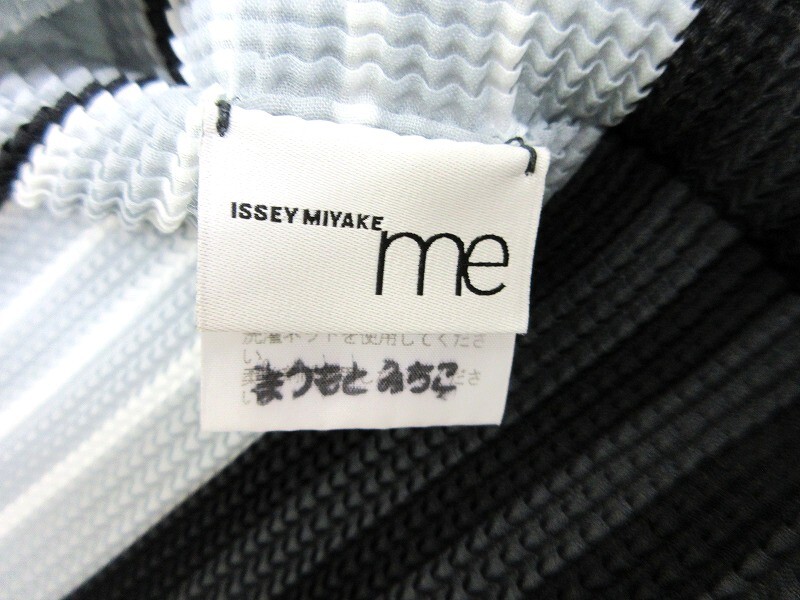 ISSEY MIYAKE
me
洗濯ネットを使用してくださ
い
まつもと みちこ
い